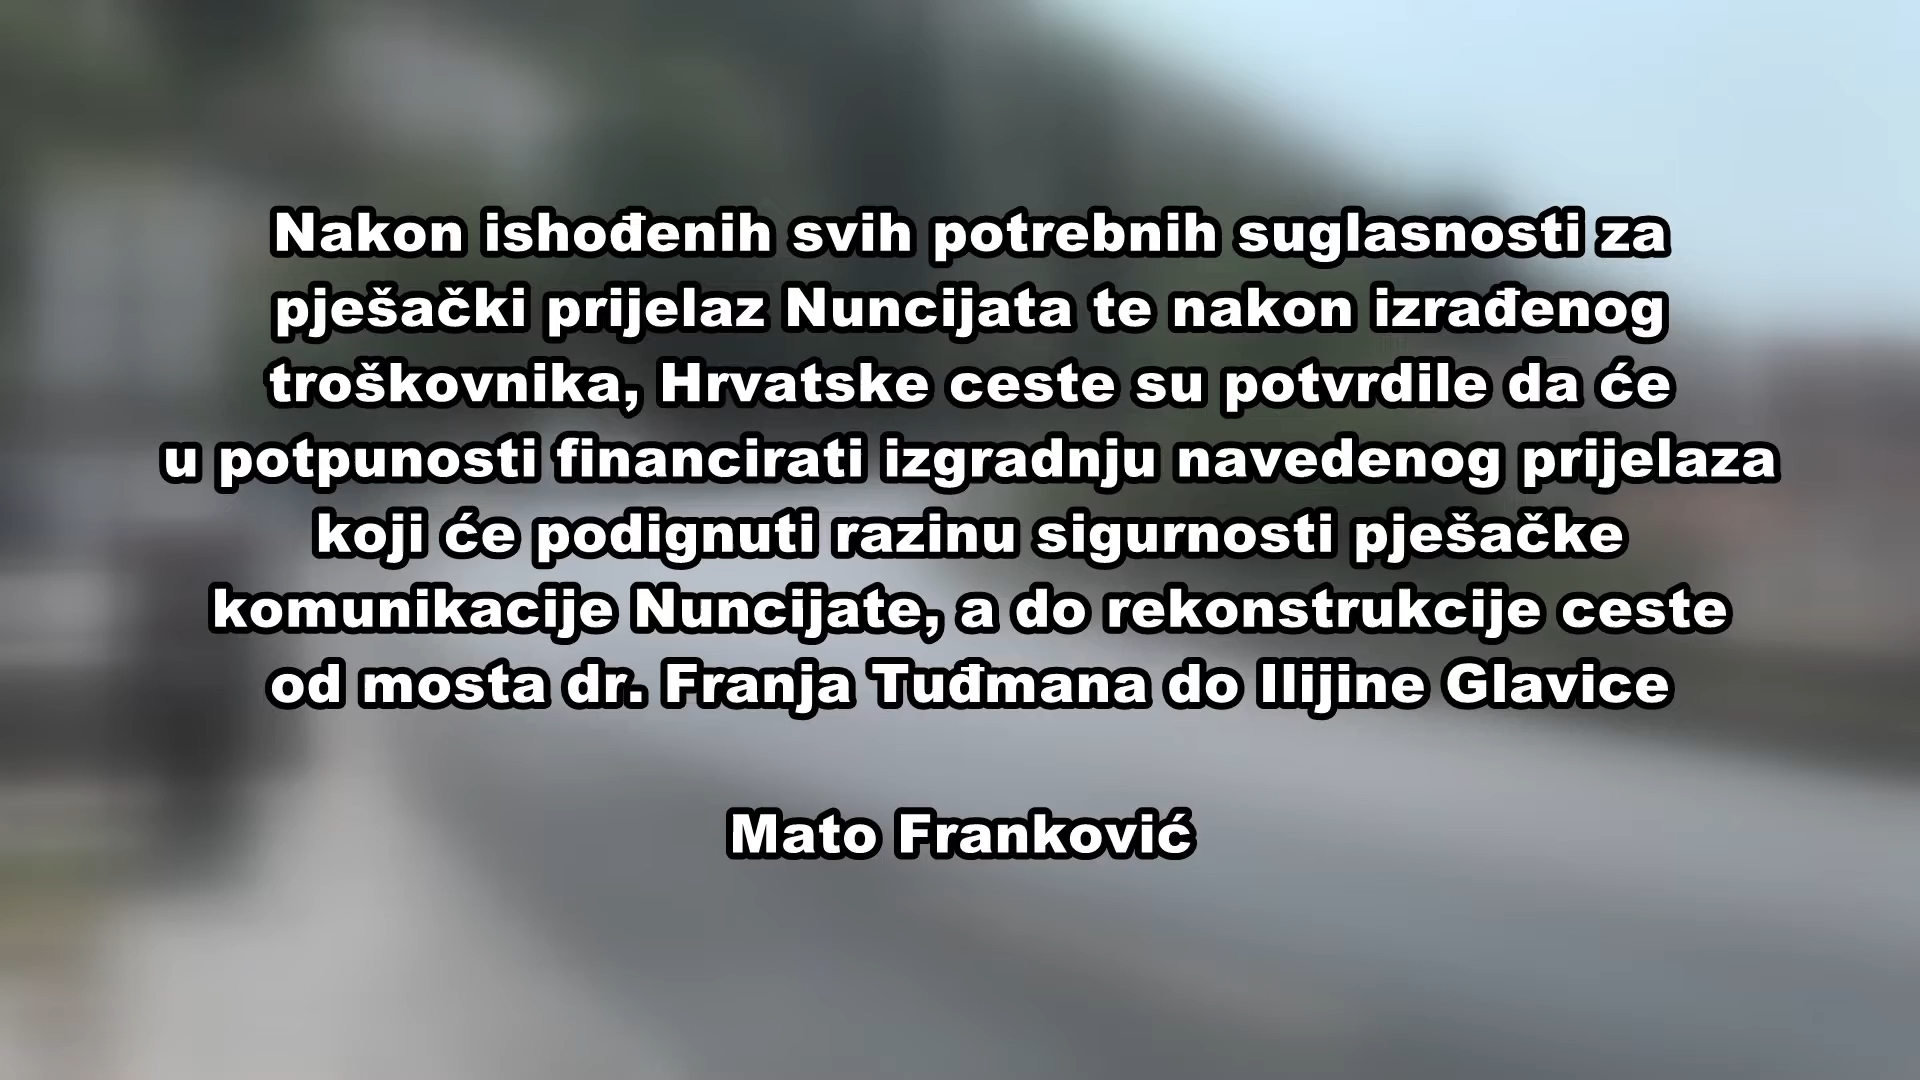 Nakon ishođenih svih potrebnih suglasnosti za
pješački prijelaz Nuncijata te nakon izrađenog
troškovnika, Hrvatske ceste su potvrdile da će
u potpunosti financirati izgradnju navedenog prijelaza
koji će podignuti razinu sigurnosti pješačke
komunikacije Nuncijate, a do rekonstrukcije ceste
od mosta dr. Franja Tuđmana do Ilijine Glavice
Mato Franković